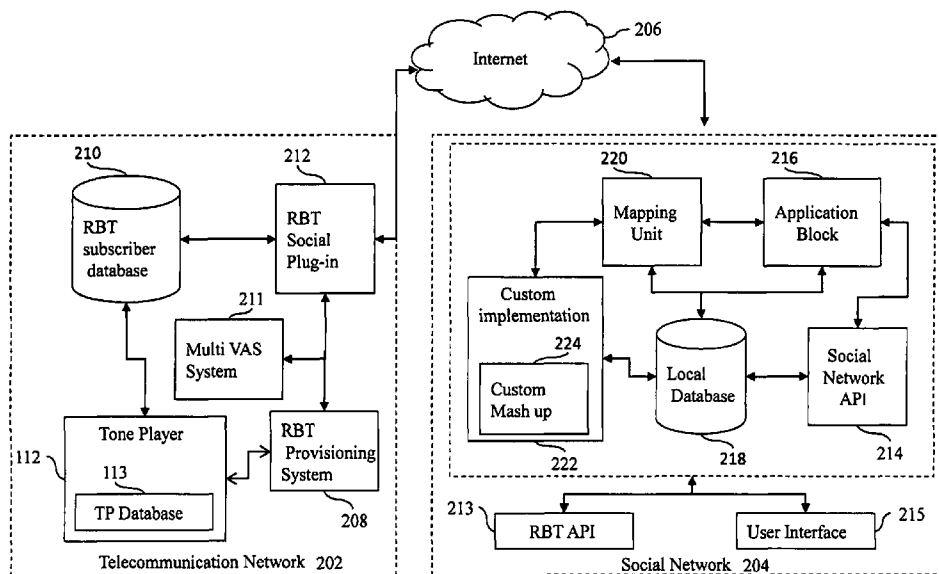 206
Internet
210
RBT
subscriber
database
212
RBT
Social
Plug-in
211
Multi VAS
System
Tone Player
112
113
TP Database
RBT
Provisioning
System
208
Telecommunication Network 202
220
Mapping
Unit
216
Application
Block
Custom
implementation
224
Custom
Mash up
222
Local
Database
218
Social
Network
API
214
213
RBT API
User Interface
215
Social Network 204